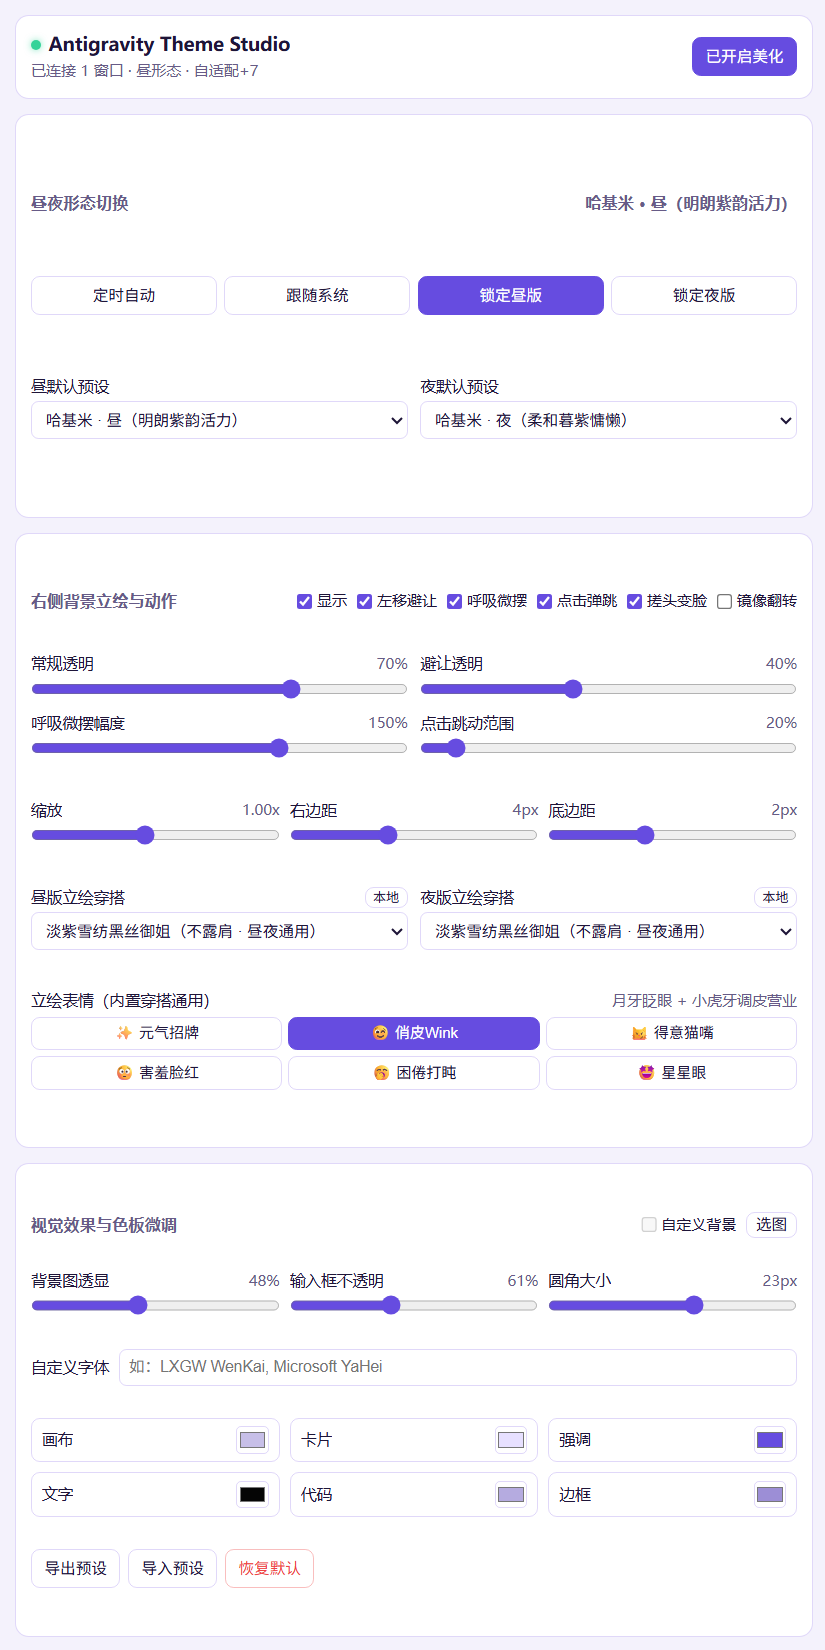 Antigravity Theme Studio
已连接 1 窗口 · 昼形态 · 自适配+7
已开启美化
昼夜形态切换
哈基米 • 昼（明朗紫韵活力）
定时自动
跟随系统
锁定昼版
锁定夜版
昼默认预设
夜默认预设
哈基米 · 昼（明朗紫韵活力）
哈基米 · 夜（柔和暮紫慵懒）
右侧背景立绘与动作
显示
左移避让
呼吸微摆
点击弹跳
搓头变脸
镜像翻转
常规透明 70%
避让透明 40%
呼吸微摆幅度 150%
点击跳动范围 20%
缩放 1.00x
右边距 4px
底边距 2px
昼版立绘穿搭 本地
夜版立绘穿搭 本地
淡紫雪纺黑丝御姐（不露肩 · 昼夜通用）
淡紫雪纺黑丝御姐（不露肩 · 昼夜通用）
立绘表情（内置穿搭通用）
月牙眨眼 + 小虎牙调皮营业
✨ 元气招牌
😉 俏皮Wink
😼 得意猫嘴
😳 害羞脸红
🥱 困倦打盹
🤩 星星眼
视觉效果与色板微调
自定义背景
选图
背景图透显 48%
输入框不透明 61%
圆角大小 23px
自定义字体
如：LXGW WenKai, Microsoft YaHei
画布
卡片
强调
文字
代码
边框
导出预设
导入预设
恢复默认